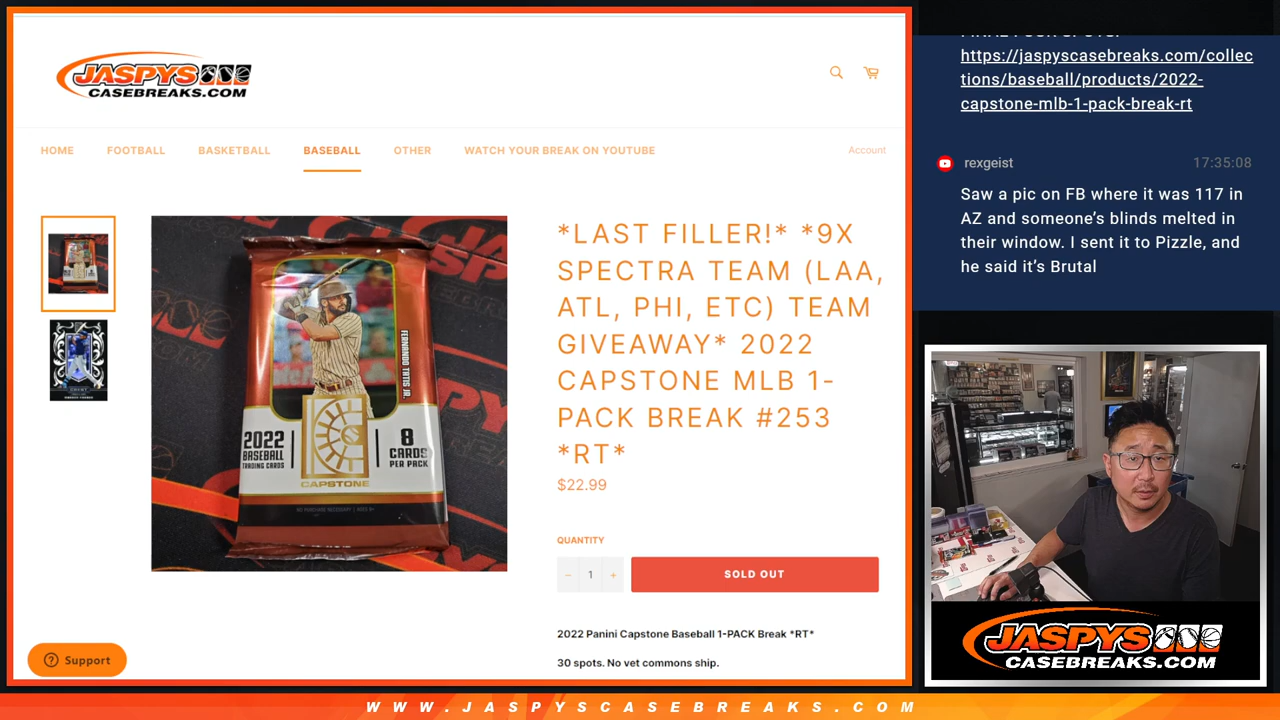 JASPYS
CASEBREAKS.COM
HOME
FOOTBALL
BASKETBALL
BASEBALL
OTHER
WATCH YOUR BREAK ON YOUTUBE
Account
FERNANDO TATIS JR.
2022
BASEBALL
TRADING CARDS
8
CARDS
PER PACK
CAPSTONE
*LAST FILLER!* *9X
SPECTRA TEAM (LAA,
ATL, PHI, ETC) TEAM
GIVEAWAY* 2022
CAPSTONE MLB 1-
PACK BREAK #253
*RT*
$22.99
QUANTITY
− 1 +
SOLD OUT
2022 Panini Capstone Baseball 1-PACK Break *RT*
30 spots. No vet commons ship.
Support
https://jaspyscasebreaks.com/collec
tions/baseball/products/2022-
capstone-mlb-1-pack-break-rt
rexgeist 17:35:08
Saw a pic on FB where it was 117 in
AZ and someone's blinds melted in
their window. I sent it to Pizzle, and
he said it's Brutal
JASPYS
CASEBREAKS.COM
WWW.JASPYSCASEBREAKS.COM